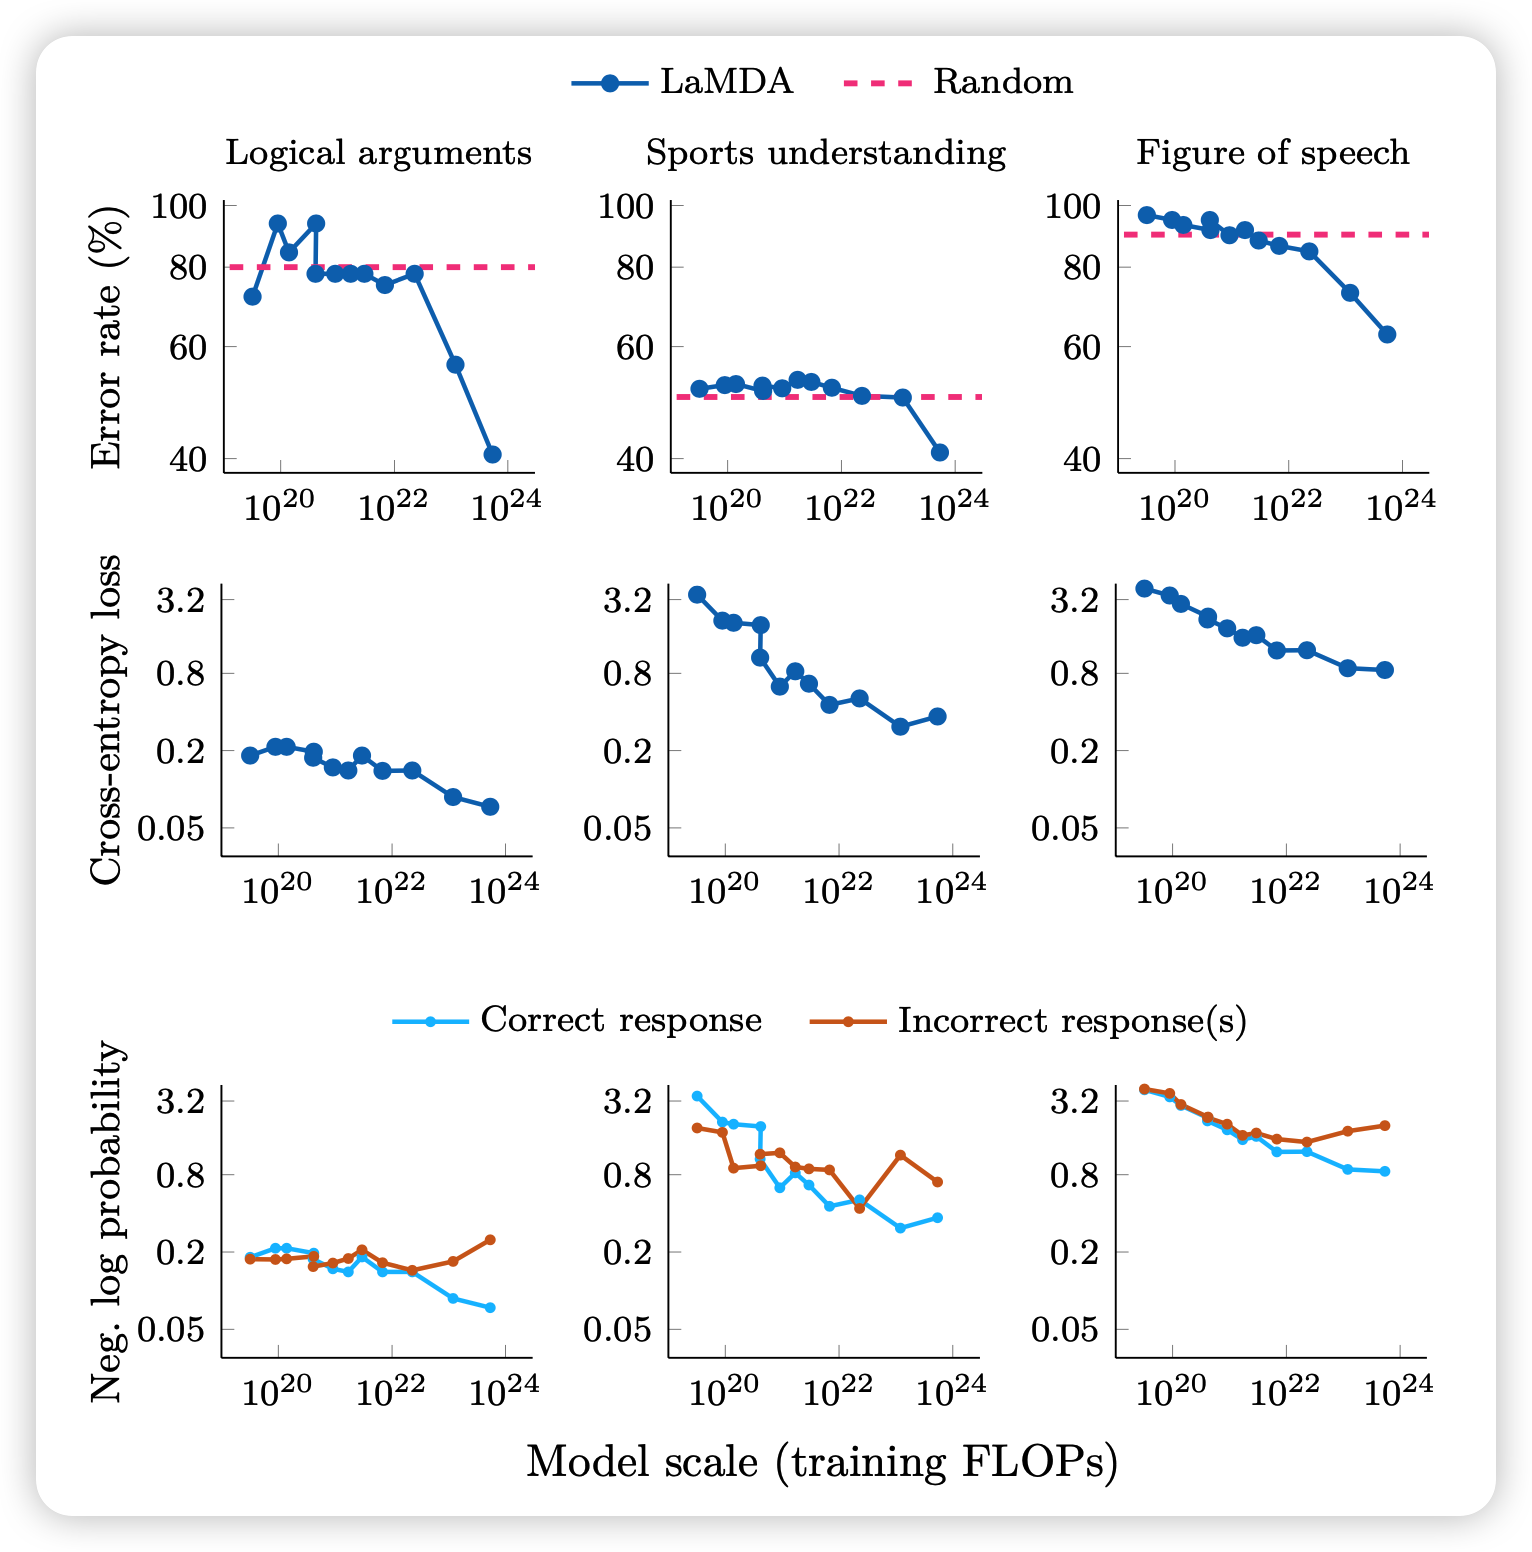 LaMDA Random
Logical arguments Sports understanding Figure of speech
Error rate (%)
100 80 60 40
10^20 10^22 10^24
100 80 60 40
10^20 10^22 10^24
100 80 60 40
10^20 10^22 10^24
Cross-entropy loss
3.2 0.8 0.2 0.05
10^20 10^22 10^24
3.2 0.8 0.2 0.05
10^20 10^22 10^24
3.2 0.8 0.2 0.05
10^20 10^22 10^24
Correct response Incorrect response(s)
Neg. log probability
3.2 0.8 0.2 0.05
10^20 10^22 10^24
3.2 0.8 0.2 0.05
10^20 10^22 10^24
3.2 0.8 0.2 0.05
10^20 10^22 10^24
Model scale (training FLOPs)